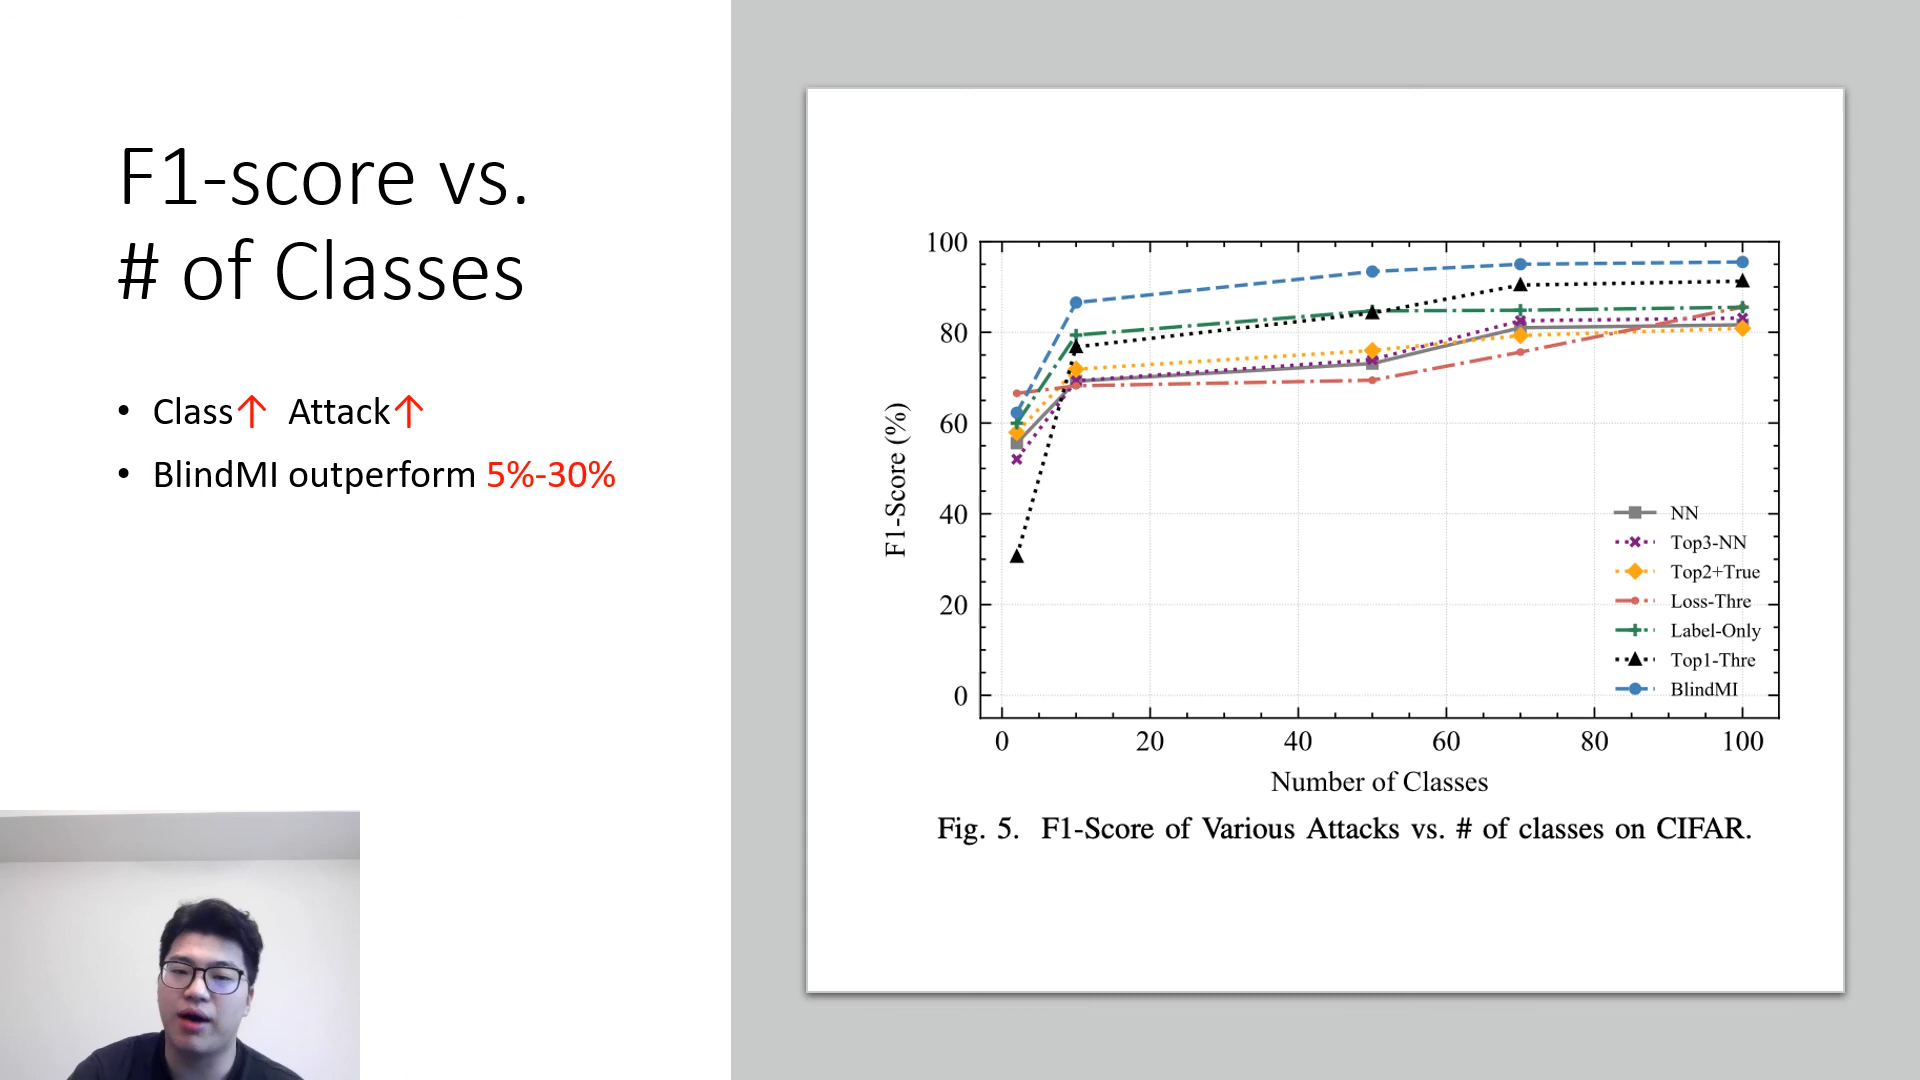 F1-score vs.
# of Classes
• Class↑ Attack↑
• BlindMI outperform 5%-30%
100
80
60
40
20
0
F1-Score (%)
NN
Top3-NN
Top2+True
Loss-Thre
Label-Only
Top1-Thre
BlindMI
0 20 40 60 80 100
Number of Classes
Fig. 5. F1-Score of Various Attacks vs. # of classes on CIFAR.